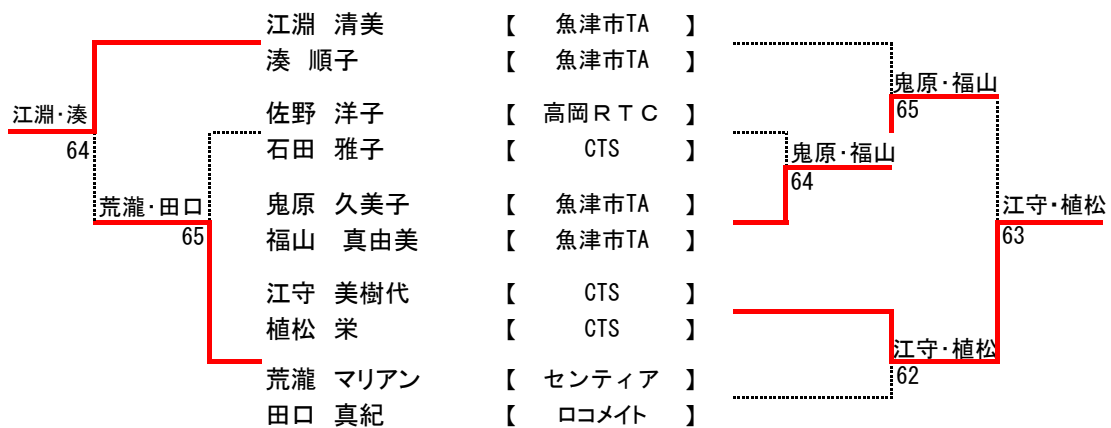 江淵　清美　【　魚津市TA　】
湊　順子　【　魚津市TA　】
鬼原・福山
江淵・湊
佐野　洋子　【　高岡ＲＴＣ　】
65
64
石田　雅子　【　CTS　】
鬼原・福山
64
荒瀧・田口
鬼原　久美子　【　魚津市TA　】
江守・植松
65
福山　真由美　【　魚津市TA　】
63
江守　美樹代　【　CTS　】
植松　栄　【　CTS　】
江守・植松
荒瀧　マリアン　【　センティア　】
62
田口　真紀　【　ロコメイト　】